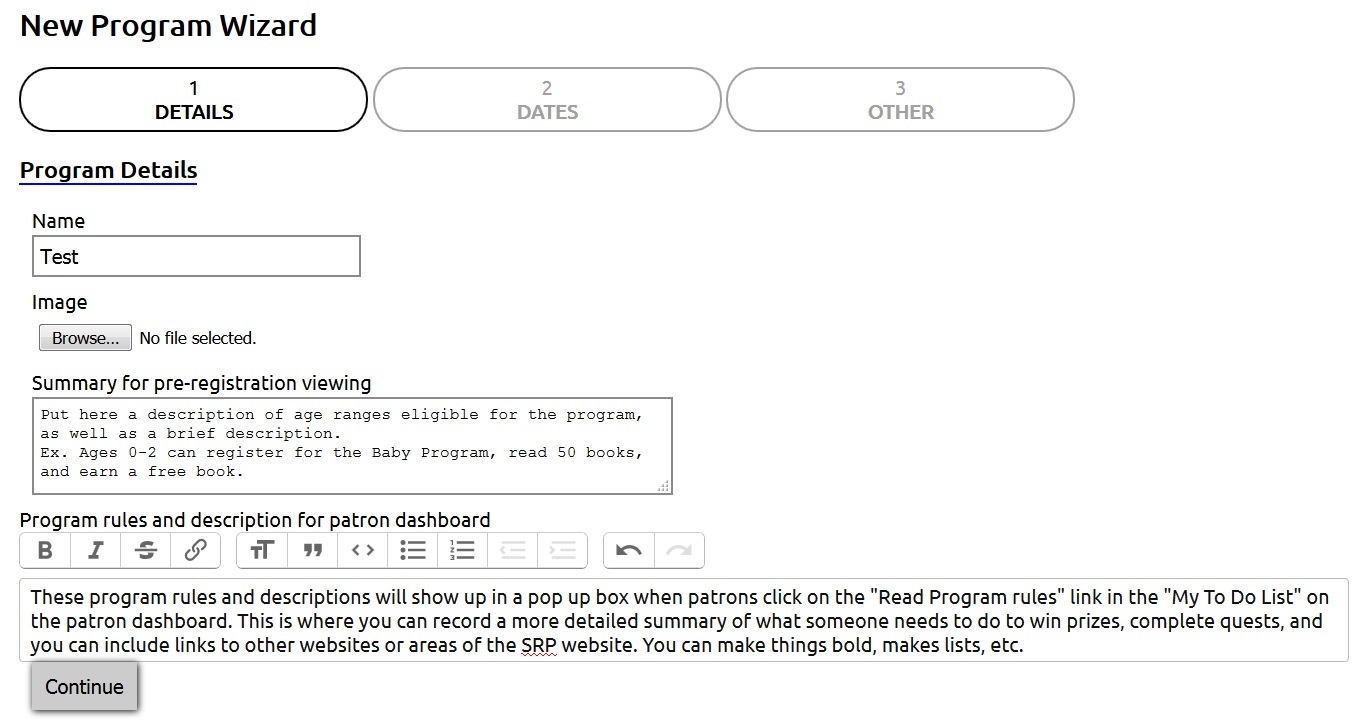 New Program Wizard
1
DETAILS
2
DATES
3
OTHER
Program Details
Name
Test
Image
Browse... No file selected.
Summary for pre-registration viewing
Put here a description of age ranges eligible for the program,
as well as a brief description.
Ex. Ages 0-2 can register for the Baby Program, read 50 books,
and earn a free book.
Program rules and description for patron dashboard
These program rules and descriptions will show up in a pop up box when patrons click on the "Read Program rules" link in the "My To Do List" on
the patron dashboard. This is where you can record a more detailed summary of what someone needs to do to win prizes, complete quests, and
you can include links to other websites or areas of the SRP website. You can make things bold, makes lists, etc.
Continue